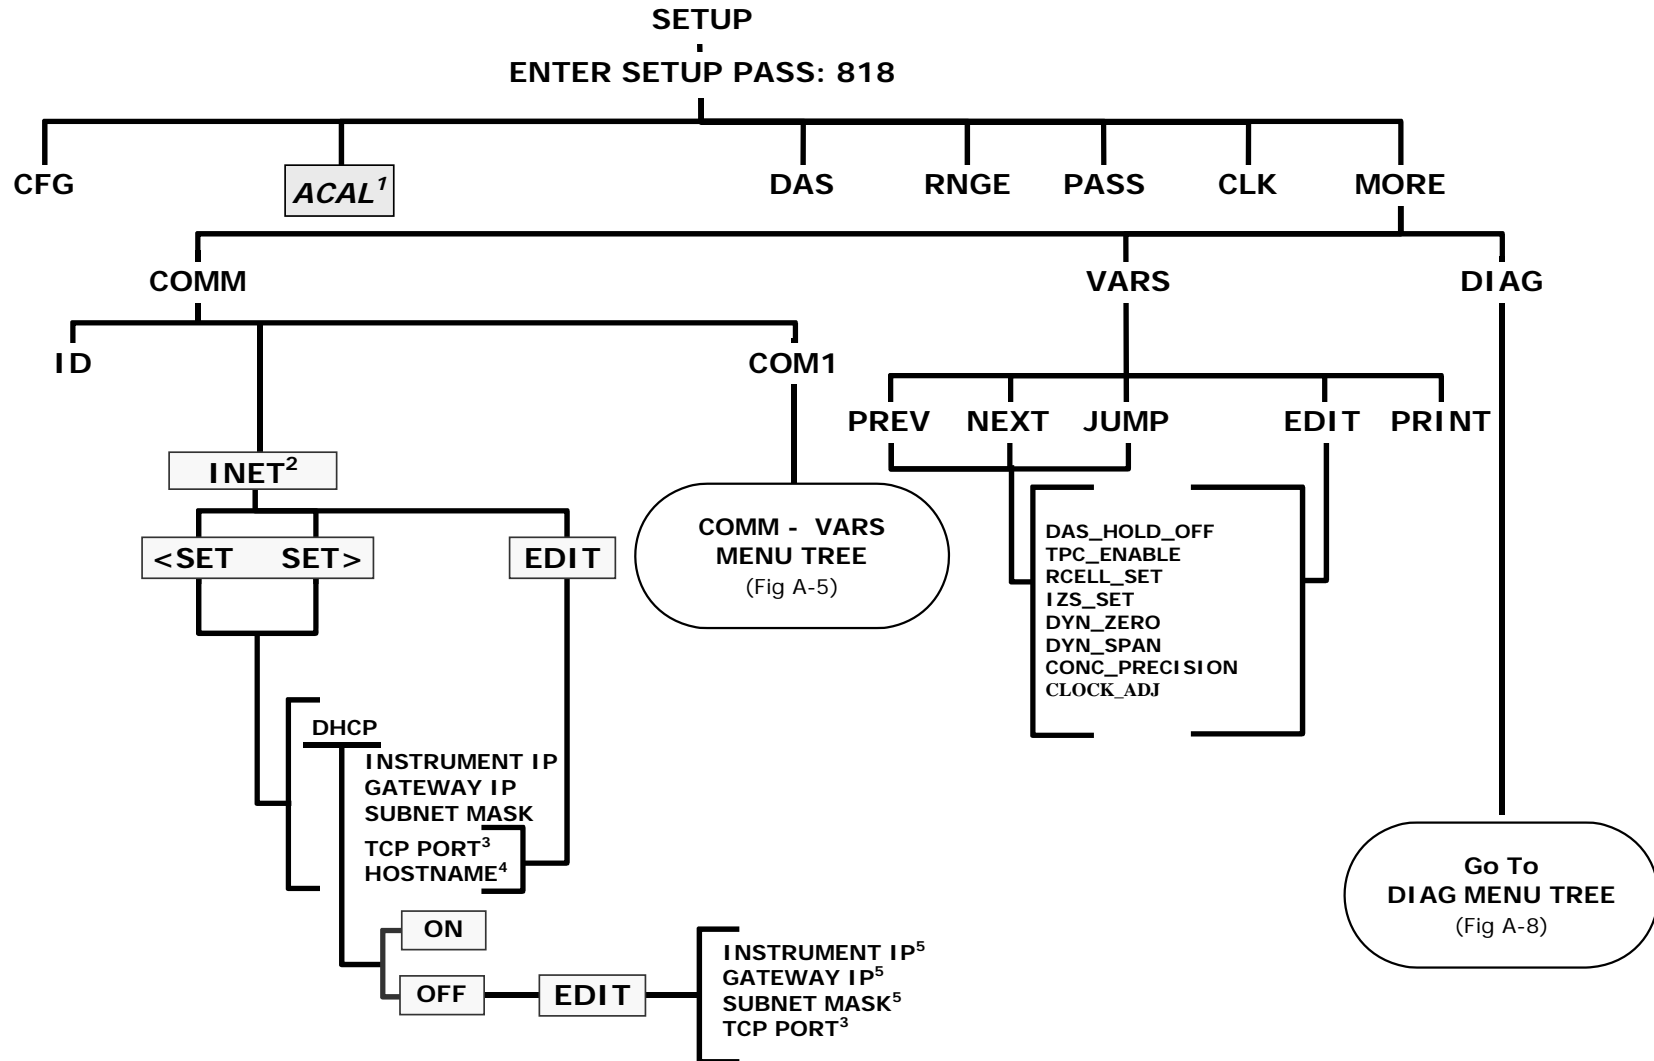 SETUP
ENTER SETUP PASS: 818
CFG
ACAL¹
DAS
RNGE
PASS
CLK
MORE
COMM
VARS
DIAG
ID
COM1
PREV
NEXT
JUMP
EDIT
PRINT
INET²
<SET
SET>
EDIT
COMM - VARS
MENU TREE
(Fig A-5)
DAS_HOLD_OFF
TPC_ENABLE
RCELL_SET
IZS_SET
DYN_ZERO
DYN_SPAN
CONC_PRECISION
CLOCK_ADJ
DHCP
INSTRUMENT IP
GATEWAY IP
SUBNET MASK
TCP PORT³
HOSTNAME⁴
Go To
DIAG MENU TREE
(Fig A-8)
ON
OFF
EDIT
INSTRUMENT IP⁵
GATEWAY IP⁵
SUBNET MASK⁵
TCP PORT³